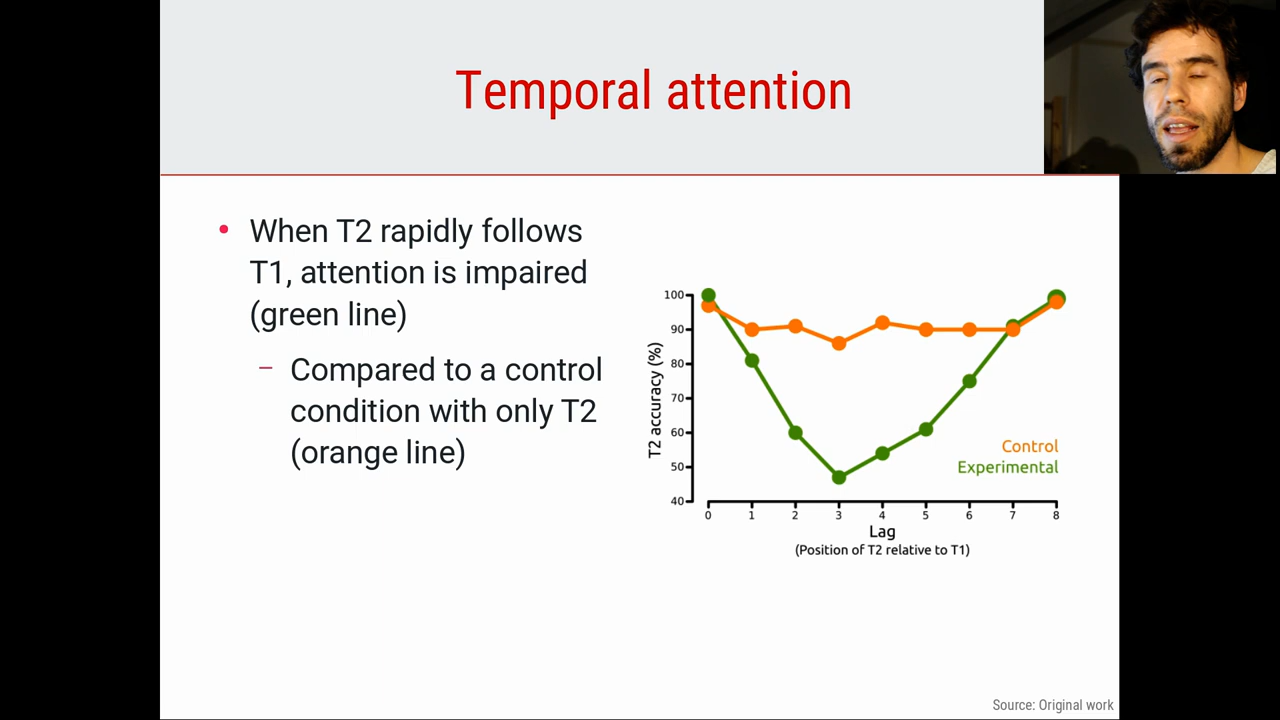 Temporal attention
• When T2 rapidly follows
T1, attention is impaired
(green line)
– Compared to a control
condition with only T2
(orange line)
100
90
80
70
60
50
40
T2 accuracy (%)
Control
Experimental
0 1 2 3 4 5 6 7 8
Lag
(Position of T2 relative to T1)
Source: Original work